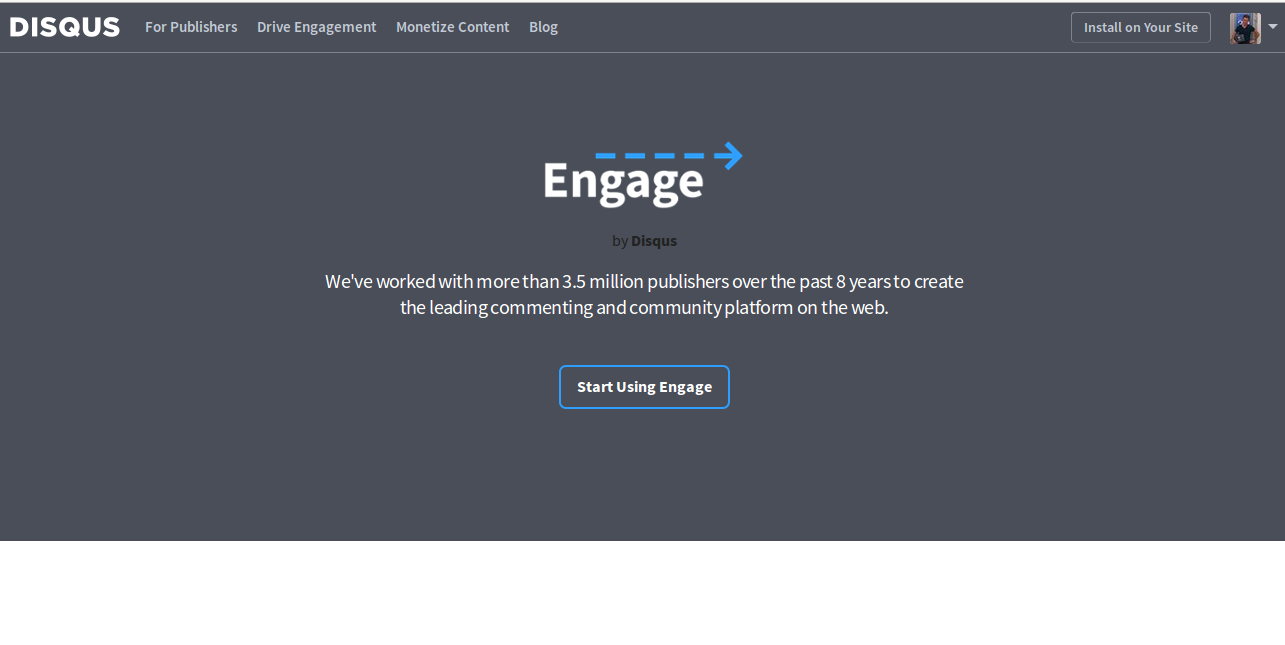 DISQUS For Publishers Drive Engagement Monetize Content Blog Install on Your Site
Engage
by Disqus
We've worked with more than 3.5 million publishers over the past 8 years to create
the leading commenting and community platform on the web.
Start Using Engage